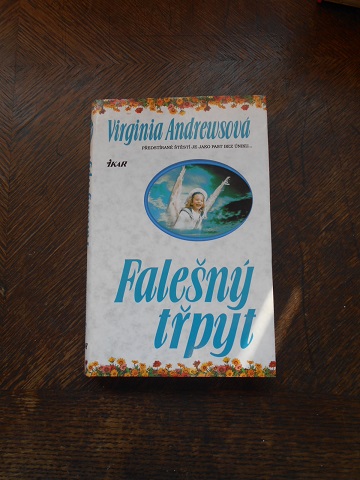 Virginia Andrewsová
PŘEDSTÍRANÉ ŠTĚSTÍ JE JAKO PAST BEZ ÚNIKU...
IKAR
Falešný
třpyt